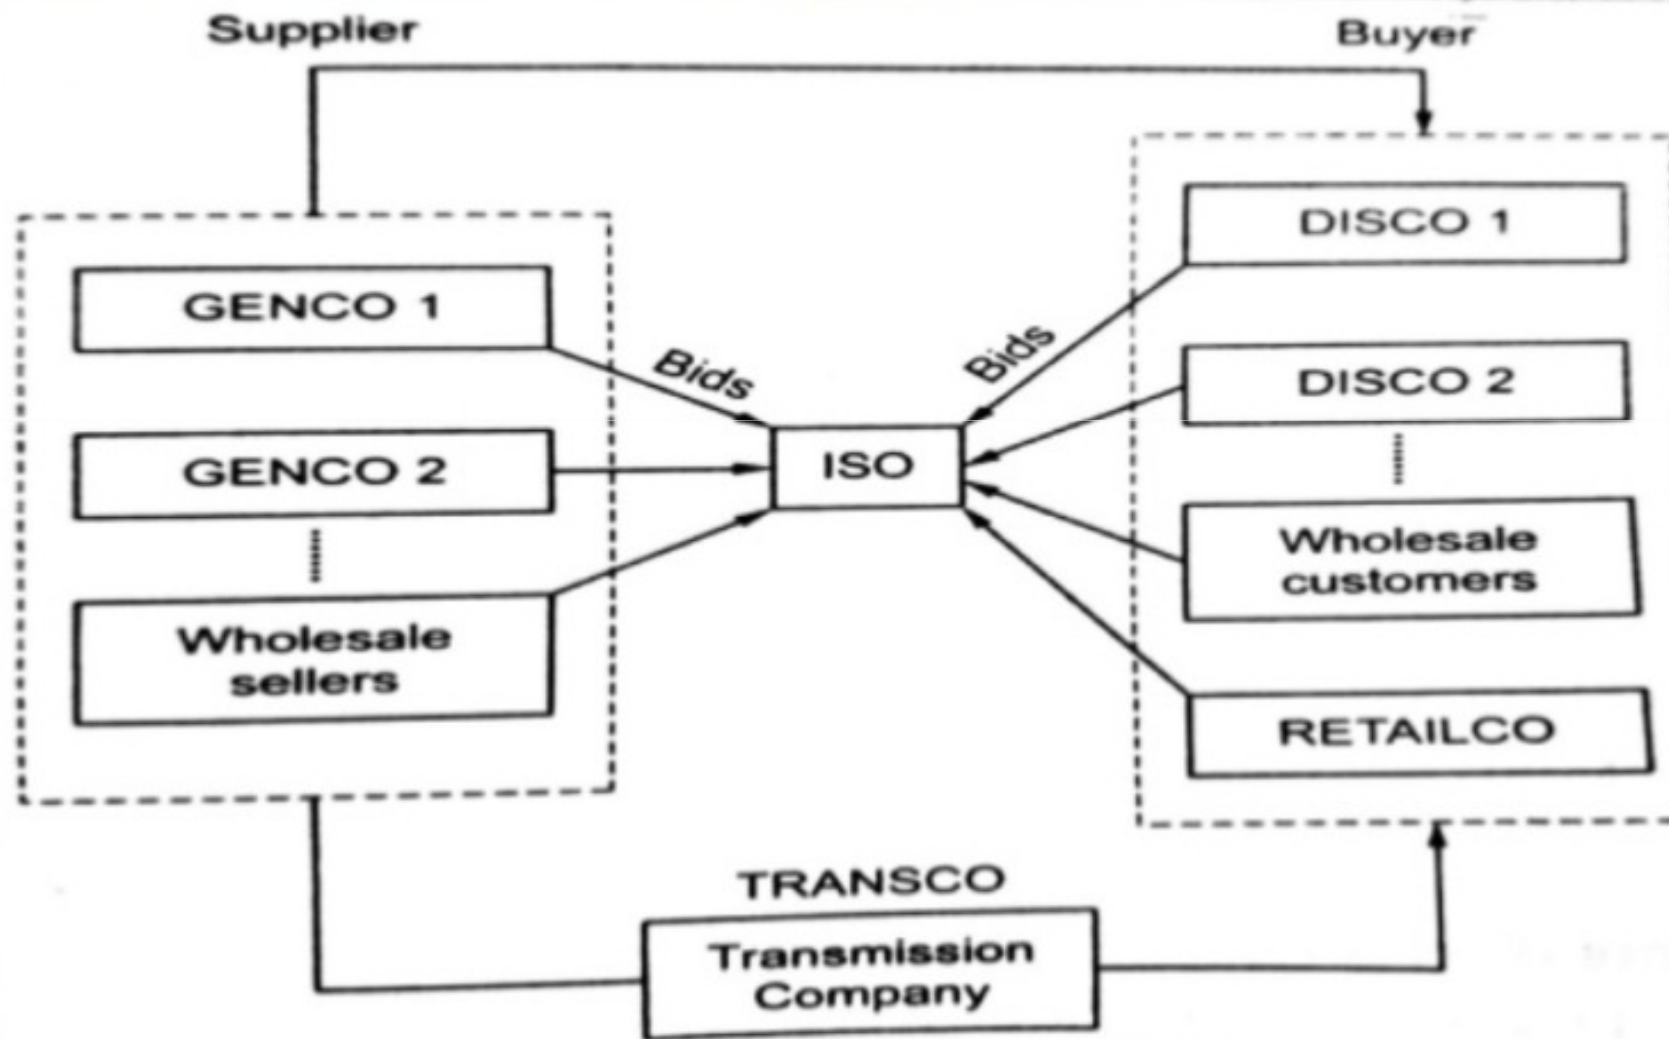 Supplier
Buyer
GENCO 1
GENCO 2
Wholesale
sellers
Bids
ISO
Bids
DISCO 1
DISCO 2
Wholesale
customers
RETAILCO
TRANSCO
Transmission
Company